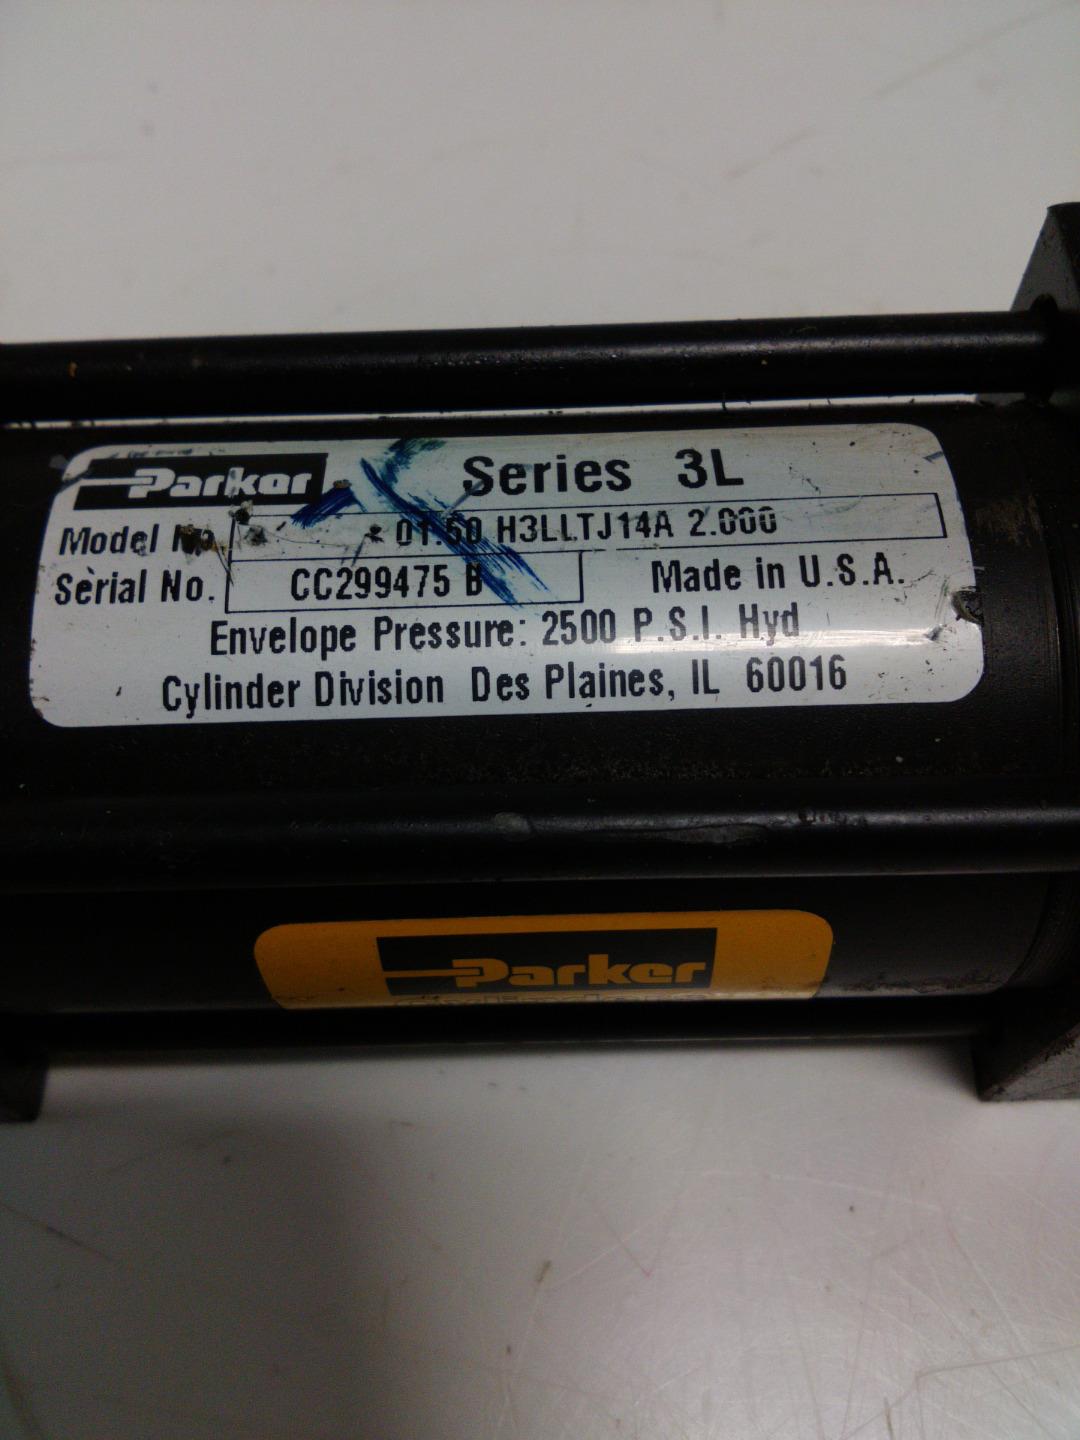 Parker Series 3L
Model No. 01.50 H3LLTJ14A 2.000
Serial No. CC299475 B Made in U.S.A.
Envelope Pressure: 2500 P.S.I. Hyd
Cylinder Division Des Plaines, IL 60016
Parker